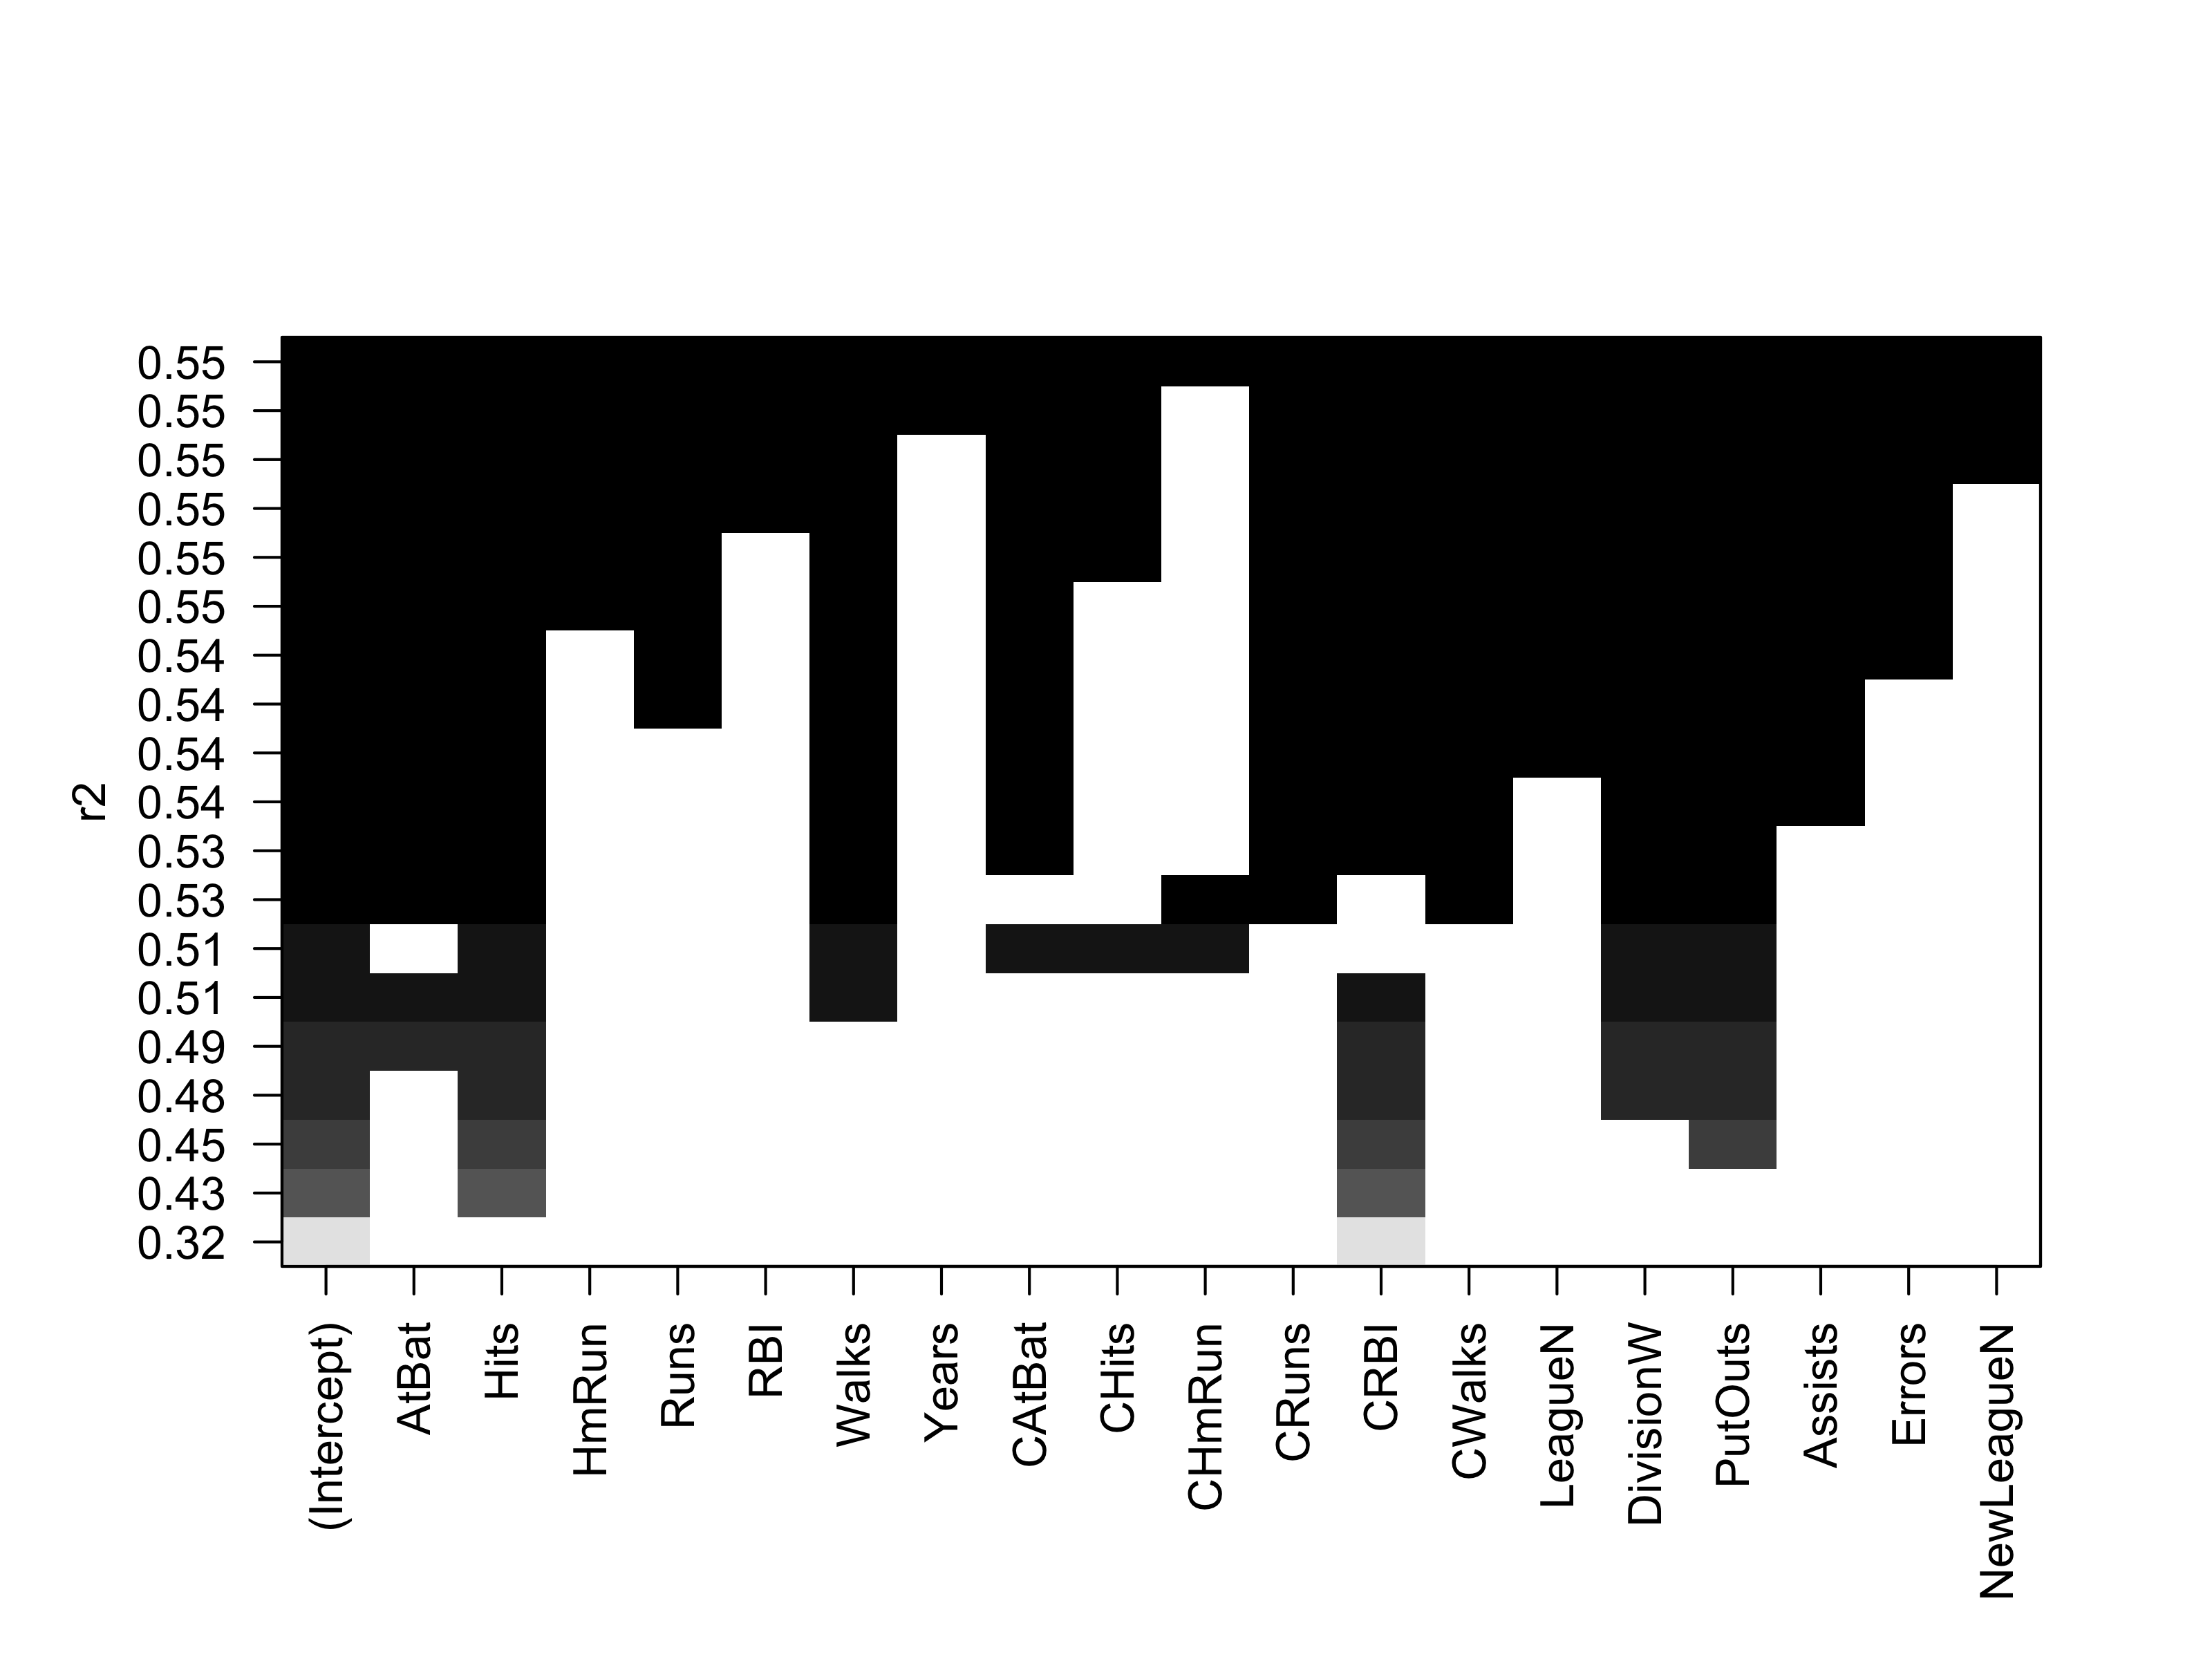 r2
0.55
0.55
0.55
0.55
0.55
0.55
0.54
0.54
0.54
0.54
0.53
0.53
0.51
0.51
0.49
0.48
0.45
0.43
0.32
(Intercept)
AtBat
Hits
HmRun
Runs
RBI
Walks
Years
CAtBat
CHits
CHmRun
CRuns
CRBI
CWalks
LeagueN
DivisionW
PutOuts
Assists
Errors
NewLeagueN